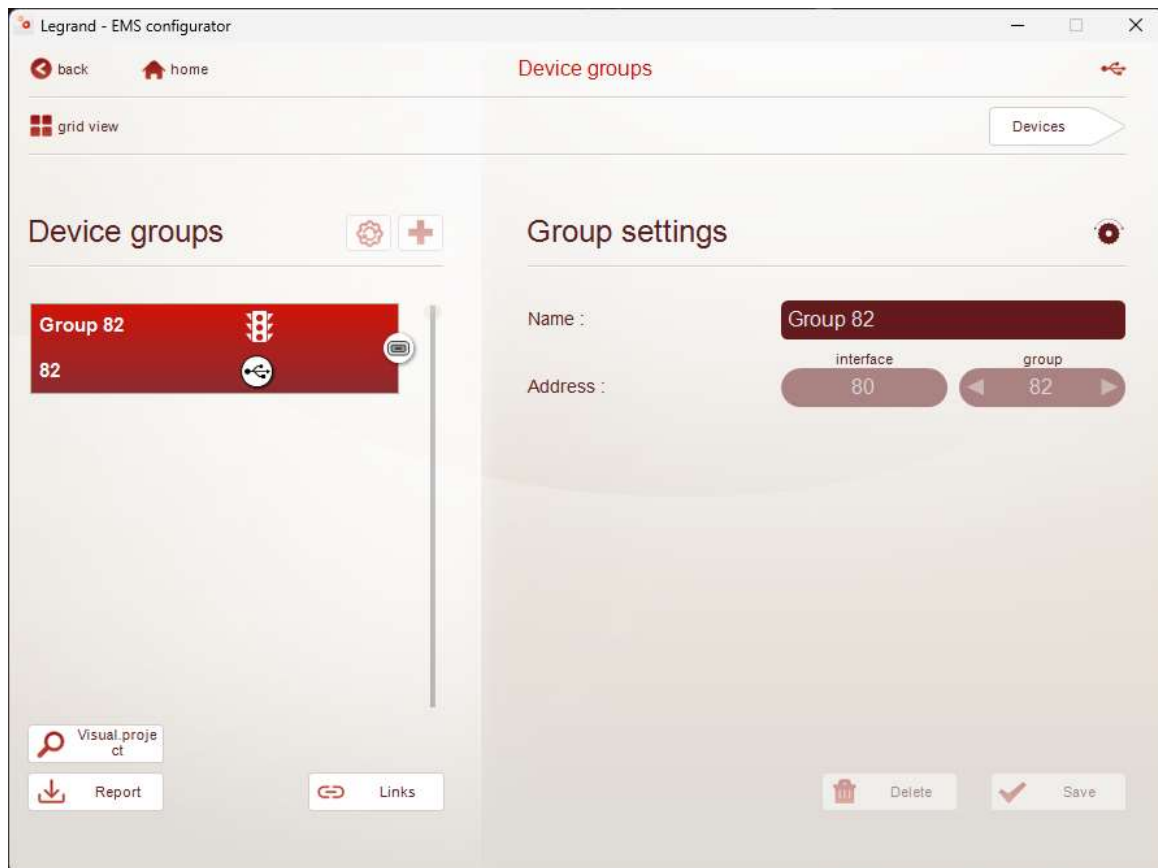 Legrand - EMS configurator
back
home
Device groups
grid view
Devices
Device groups
Group settings
Group 82
82
Name :
Group 82
interface
group
Address :
80
82
Visual.proje
ct
Report
Links
Delete
Save